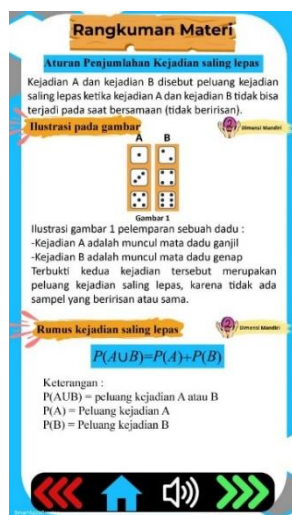 Rangkuman Materi
Aturan Penjumlahan Kejadian saling lepas
Kejadian A dan kejadian B disebut peluang kejadian
saling lepas ketika kejadian A dan kejadian B tidak bisa
terjadi pada saat bersamaan (tidak beririsan).
Ilustrasi pada gambar
Dimensi Mandiri
A B
Gambar 1
Ilustrasi gambar 1 pelemparan sebuah dadu :
-Kejadian A adalah muncul mata dadu ganjil
-Kejadian B adalah muncul mata dadu genap
Terbukti kedua kejadian tersebut merupakan
peluang kejadian saling lepas, karena tidak ada
sampel yang beririsan atau sama.
Rumus kejadian saling lepas
Dimensi Mandiri
P(A∪B)=P(A)+P(B)
Keterangan :
P(AUB) = peluang kejadian A atau B
P(A) = Peluang kejadian A
P(B) = Peluang kejadian B